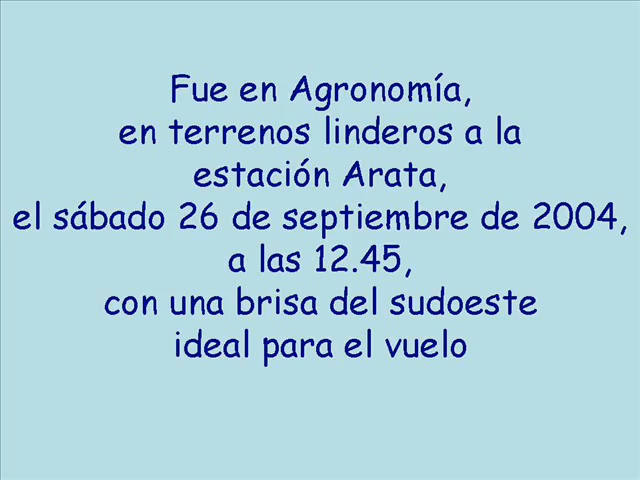 Fue en Agronomía,
en terrenos linderos a la
estación Arata,
el sábado 26 de septiembre de 2004,
a las 12.45,
con una brisa del sudoeste
ideal para el vuelo